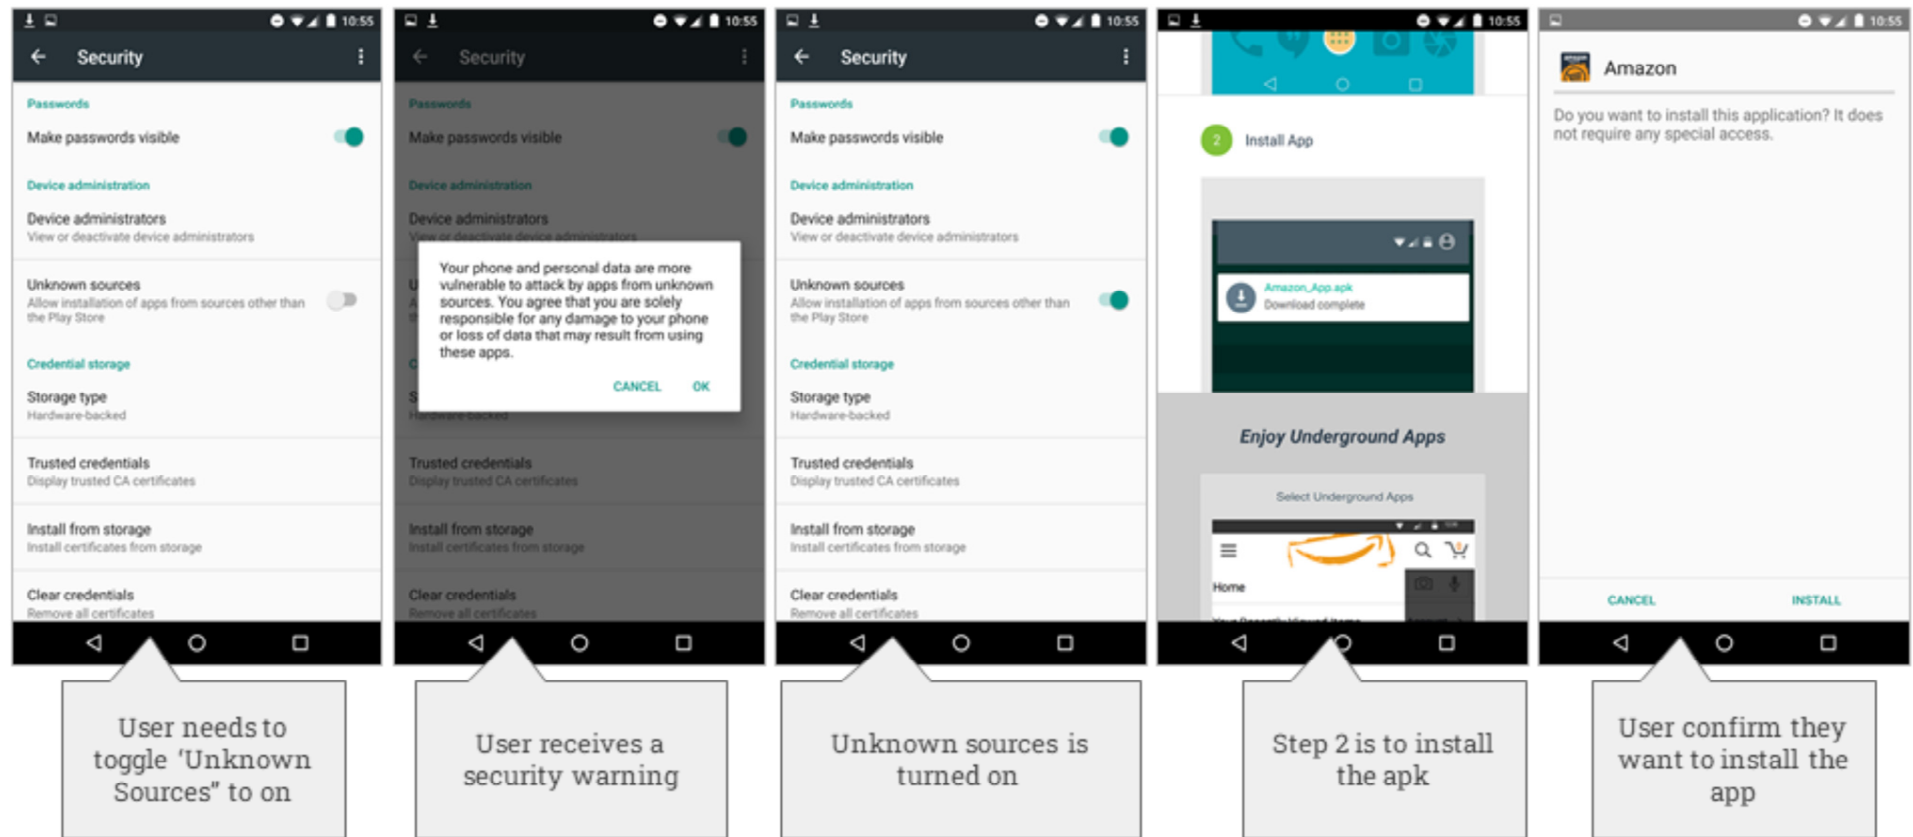 10:55
Security
Passwords
Make passwords visible
Device administration
Device administrators
View or deactivate device administrators
Unknown sources
Allow installation of apps from sources other than
the Play Store
Credential storage
Storage type
Hardware-backed
Trusted credentials
Display trusted CA certificates
Install from storage
Install certificates from storage
Clear credentials
Remove all certificates
User needs to
toggle ‘Unknown
Sources” to on
10:55
Security
Passwords
Make passwords visible
Device administration
Device administrators
View or deactivate device administrators
U
Your phone and personal data are more
vulnerable to attack by apps from unknown
sources. You agree that you are solely
responsible for any damage to your phone
or loss of data that may result from using
these apps.
CANCEL OK
Hardware-backed
Trusted credentials
Display trusted CA certificates
Install from storage
Install certificates from storage
Clear credentials
Remove all certificates
User receives a
security warning
10:55
Security
Passwords
Make passwords visible
Device administration
Device administrators
View or deactivate device administrators
Unknown sources
Allow installation of apps from sources other than
the Play Store
Credential storage
Storage type
Hardware-backed
Trusted credentials
Display trusted CA certificates
Install from storage
Install certificates from storage
Clear credentials
Remove all certificates
Unknown sources is
turned on
10:55
2 Install App
Amazon_App.apk
Download complete
Enjoy Underground Apps
Select Underground Apps
Home
Your Recently Viewed Items
Step 2 is to install
the apk
10:55
Amazon
Do you want to install this application? It does
not require any special access.
CANCEL INSTALL
User confirm they
want to install the
app